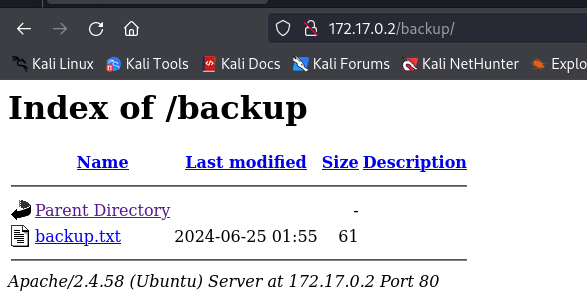 172.17.0.2/backup/
Kali Linux Kali Tools Kali Docs Kali Forums Kali NetHunter Explo
Index of /backup
Name Last modified Size Description
Parent Directory -
backup.txt 2024-06-25 01:55 61
Apache/2.4.58 (Ubuntu) Server at 172.17.0.2 Port 80